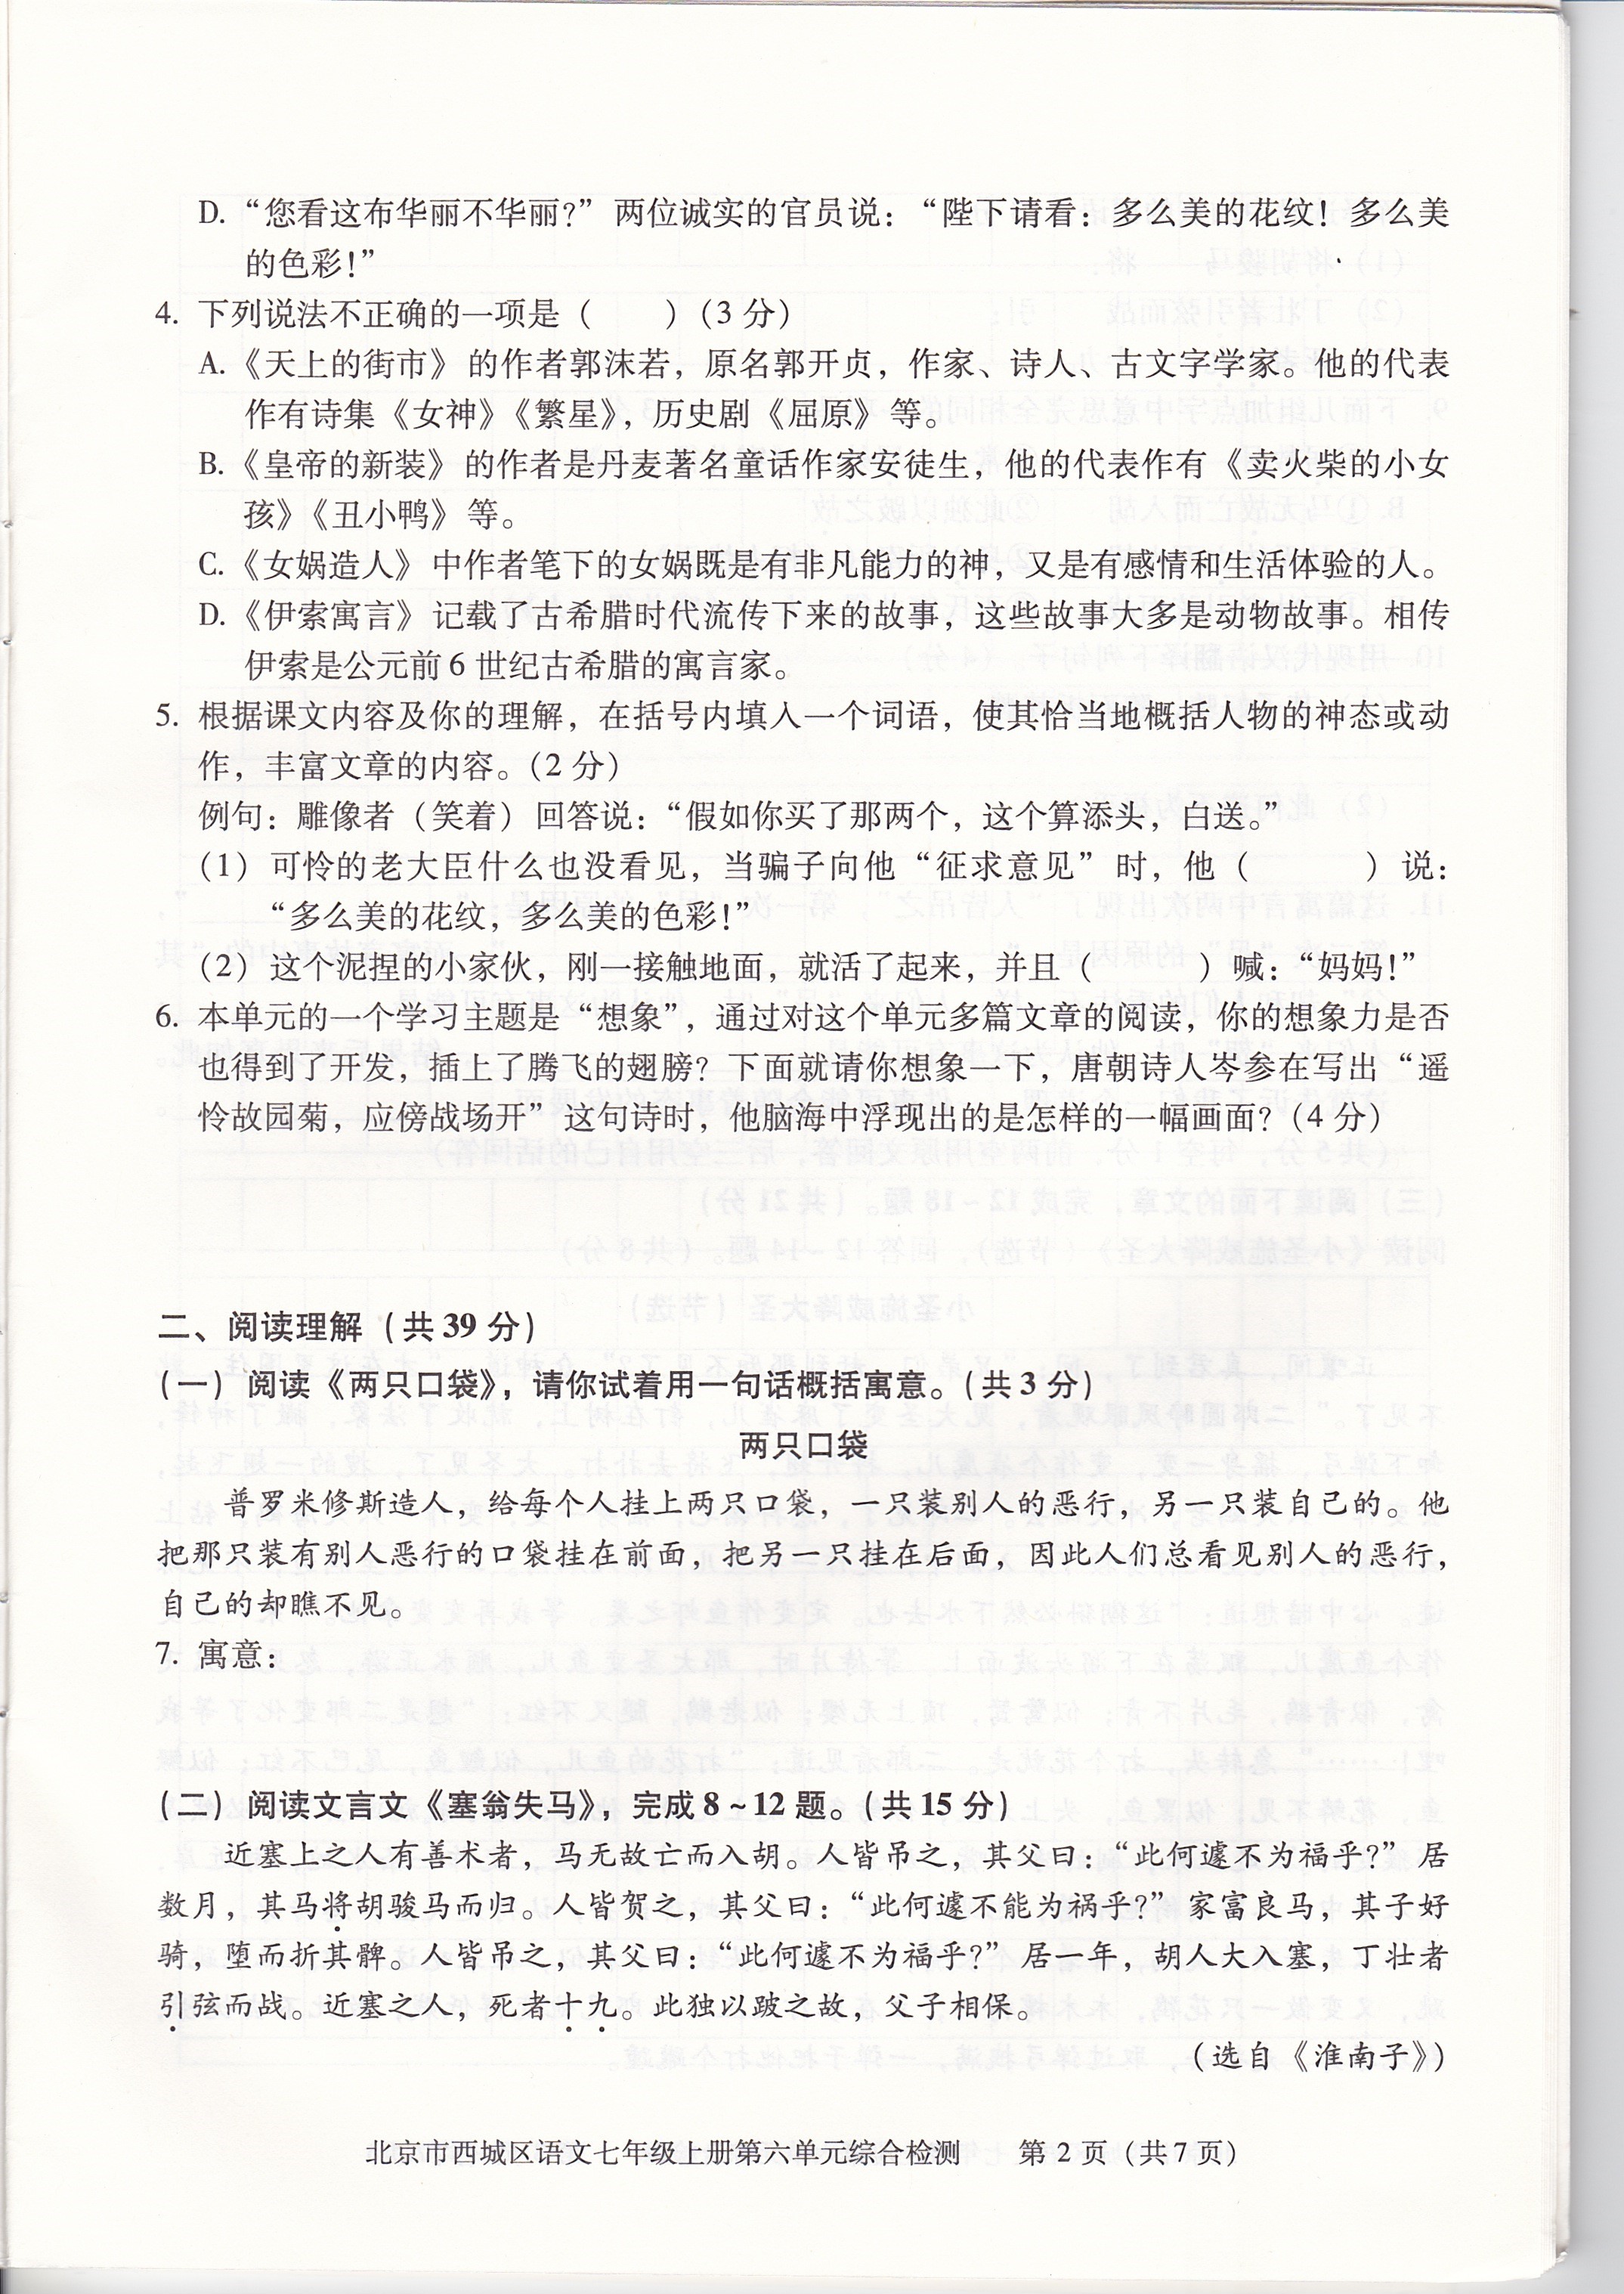 D. “您看这布华丽不华丽？” 两位诚实的官员说：“陛下请看：多么美的花纹！多么美
的色彩！”
4. 下列说法不正确的一项是（　　）（3 分）
A.《天上的街市》的作者郭沫若，原名郭开贞，作家、诗人、古文字学家。他的代表
作有诗集《女神》《繁星》，历史剧《屈原》等。
B.《皇帝的新装》的作者是丹麦著名童话作家安徒生，他的代表作有《卖火柴的小女
孩》《丑小鸭》等。
C.《女娲造人》中作者笔下的女娲既是有非凡能力的神，又是有感情和生活体验的人。
D.《伊索寓言》记载了古希腊时代流传下来的故事，这些故事大多是动物故事。相传
伊索是公元前 6 世纪古希腊的寓言家。
5. 根据课文内容及你的理解，在括号内填入一个词语，使其恰当地概括人物的神态或动
作，丰富文章的内容。（2 分）
例句：雕像者（笑着）回答说：“假如你买了那两个，这个算添头，白送。”
（1）可怜的老大臣什么也没看见，当骗子向他“征求意见”时，他（　　）说：
“多么美的花纹，多么美的色彩！”
（2）这个泥捏的小家伙，刚一接触地面，就活了起来，并且（　　）喊：“妈妈！”
6. 本单元的一个学习主题是“想象”，通过对这个单元多篇文章的阅读，你的想象力是否
也得到了开发，插上了腾飞的翅膀？下面就请你想象一下，唐朝诗人岑参在写出“遥
怜故园菊，应傍战场开”这句诗时，他脑海中浮现出的是怎样的一幅画面？（4 分）
二、阅读理解（共 39 分）
（一）阅读《两只口袋》，请你试着用一句话概括寓意。（共 3 分）
两只口袋
普罗米修斯造人，给每个人挂上两只口袋，一只装别人的恶行，另一只装自己的。他
把那只装有别人恶行的口袋挂在前面，把另一只挂在后面，因此人们总看见别人的恶行，
自己的却瞧不见。
7. 寓意：
（二）阅读文言文《塞翁失马》，完成 8 ~ 12 题。（共 15 分）
近塞上之人有善术者，马无故亡而入胡。人皆吊之，其父曰：“此何遽不为福乎？” 居
数月，其马将胡骏马而归。人皆贺之，其父曰：“此何遽不能为祸乎？” 家富良马，其子好
骑，堕而折其髀。人皆吊之，其父曰：“此何遽不为福乎？” 居一年，胡人大入塞，丁壮者
引弦而战。近塞之人，死者十九。此独以跛之故，父子相保。
（选自《淮南子》）
北京市西城区语文七年级上册第六单元综合检测　第 2 页（共 7 页）